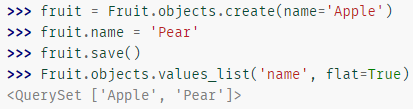 >>> fruit = Fruit.objects.create(name='Apple')
>>> fruit.name = 'Pear'
>>> fruit.save()
>>> Fruit.objects.values_list('name', flat=True)
<QuerySet ['Apple', 'Pear']>